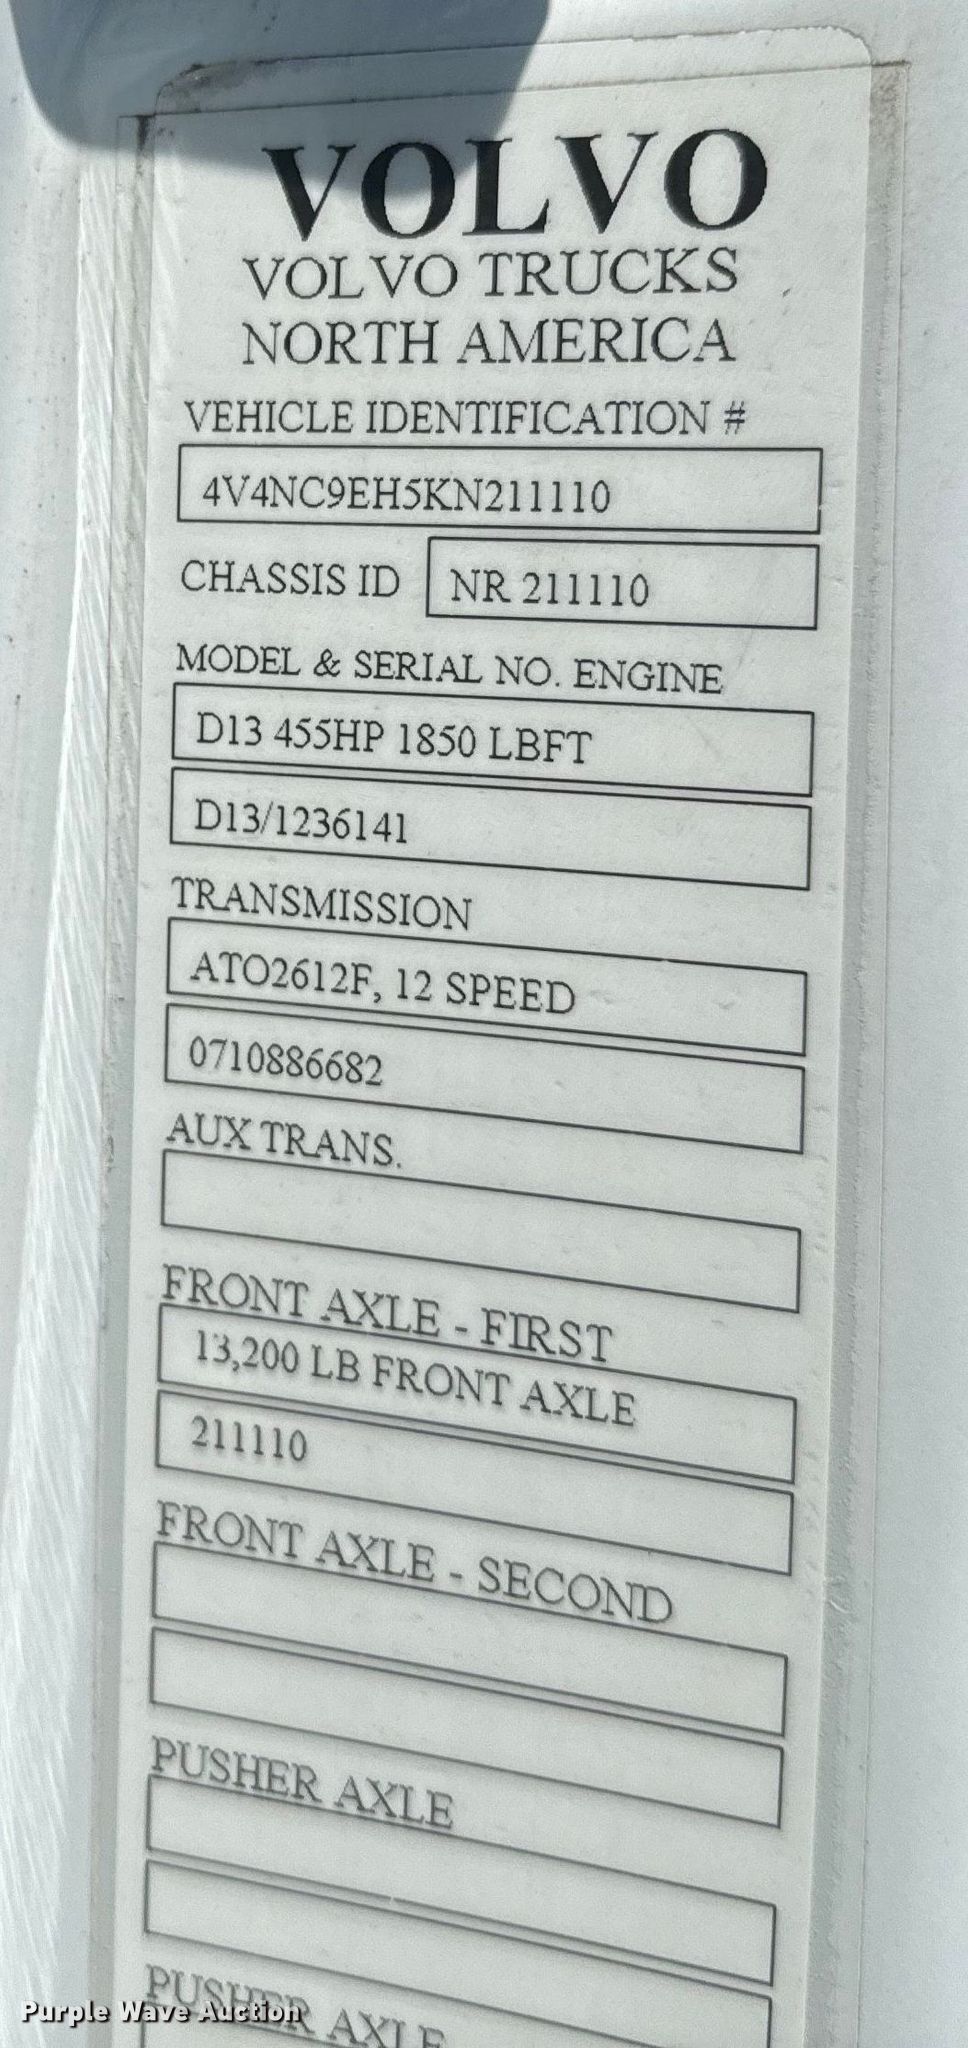 VOLVO
VOLVO TRUCKS
NORTH AMERICA
VEHICLE IDENTIFICATION #
4V4NC9EH5KN211110
CHASSIS ID NR 211110
MODEL & SERIAL NO. ENGINE
D13 455HP 1850 LBFT
D13/1236141
TRANSMISSION
ATO2612F, 12 SPEED
0710886682
AUX TRANS.
FRONT AXLE - FIRST
13,200 LB FRONT AXLE
211110
FRONT AXLE - SECOND
PUSHER AXLE
PUSHER AXLE
Purple Wave Auction